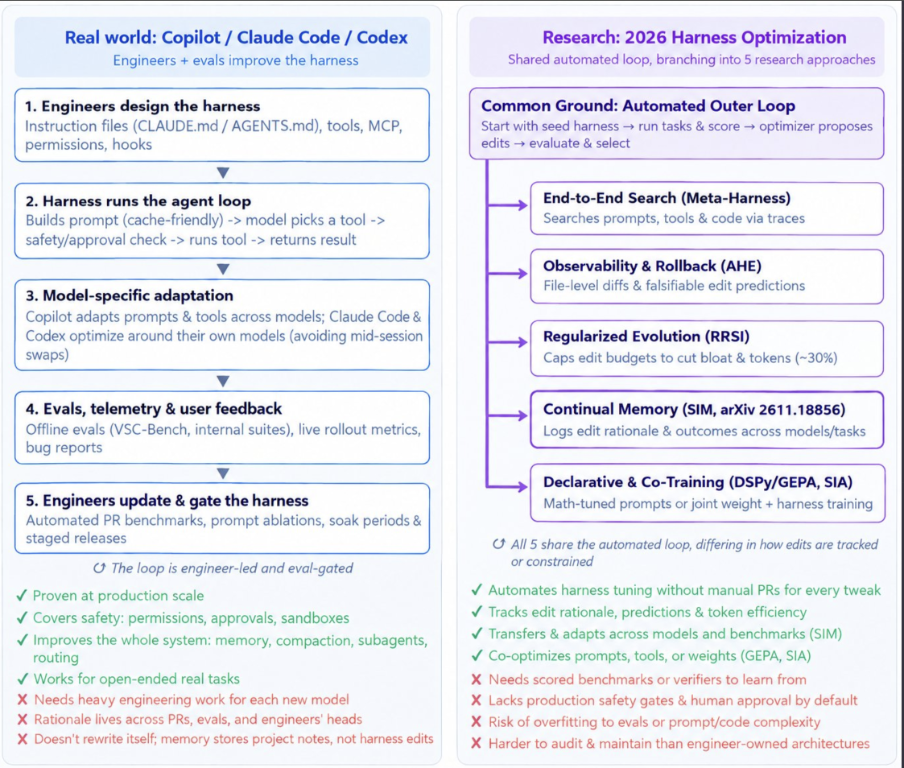 Real world: Copilot / Claude Code / Codex
Engineers + evals improve the harness
1. Engineers design the harness
Instruction files (CLAUDE.md / AGENTS.md), tools, MCP,
permissions, hooks
2. Harness runs the agent loop
Builds prompt (cache-friendly) -> model picks a tool ->
safety/approval check -> runs tool -> returns result
3. Model-specific adaptation
Copilot adapts prompts & tools across models; Claude Code &
Codex optimize around their own models (avoiding mid-session
swaps)
4. Evals, telemetry & user feedback
Offline evals (VSC-Bench, internal suites), live rollout metrics,
bug reports
5. Engineers update & gate the harness
Automated PR benchmarks, prompt ablations, soak periods &
staged releases
↺ The loop is engineer-led and eval-gated
✓ Proven at production scale
✓ Covers safety: permissions, approvals, sandboxes
✓ Improves the whole system: memory, compaction, subagents,
routing
✓ Works for open-ended real tasks
✗ Needs heavy engineering work for each new model
✗ Rationale lives across PRs, evals, and engineers' heads
✗ Doesn't rewrite itself; memory stores project notes, not harness edits
Research: 2026 Harness Optimization
Shared automated loop, branching into 5 research approaches
Common Ground: Automated Outer Loop
Start with seed harness → run tasks & score → optimizer proposes
edits → evaluate & select
End-to-End Search (Meta-Harness)
Searches prompts, tools & code via traces
Observability & Rollback (AHE)
File-level diffs & falsifiable edit predictions
Regularized Evolution (RRSI)
Caps edit budgets to cut bloat & tokens (~30%)
Continual Memory (SIM, arXiv 2611.18856)
Logs edit rationale & outcomes across models/tasks
Declarative & Co-Training (DSPy/GEPA, SIA)
Math-tuned prompts or joint weight + harness training
↺ All 5 share the automated loop, differing in how edits are tracked
or constrained
✓ Automates harness tuning without manual PRs for every tweak
✓ Tracks edit rationale, predictions & token efficiency
✓ Transfers & adapts across models and benchmarks (SIM)
✓ Co-optimizes prompts, tools, or weights (GEPA, SIA)
✗ Needs scored benchmarks or verifiers to learn from
✗ Lacks production safety gates & human approval by default
✗ Risk of overfitting to evals or prompt/code complexity
✗ Harder to audit & maintain than engineer-owned architectures